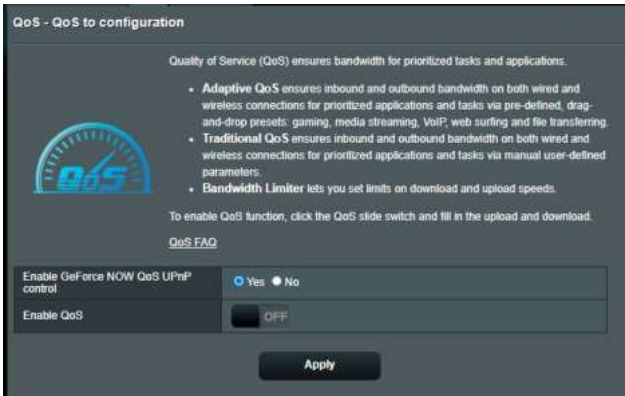 QoS - QoS to configuration
Quality of Service (QoS) ensures bandwidth for prioritized tasks and applications.
• Adaptive QoS ensures inbound and outbound bandwidth on both wired and
wireless connections for prioritized applications and tasks via pre-defined, drag-
and-drop presets: gaming, media streaming, VoIP, web surfing and file transferring.
• Traditional QoS ensures inbound and outbound bandwidth on both wired and
wireless connections for prioritized applications and tasks via manual user-defined
parameters.
• Bandwidth Limiter lets you set limits on download and upload speeds.
QoS
To enable QoS function, click the QoS slide switch and fill in the upload and download.
QoS FAQ
Enable GeForce NOW QoS UPnP
control
Yes No
Enable QoS
OFF
Apply